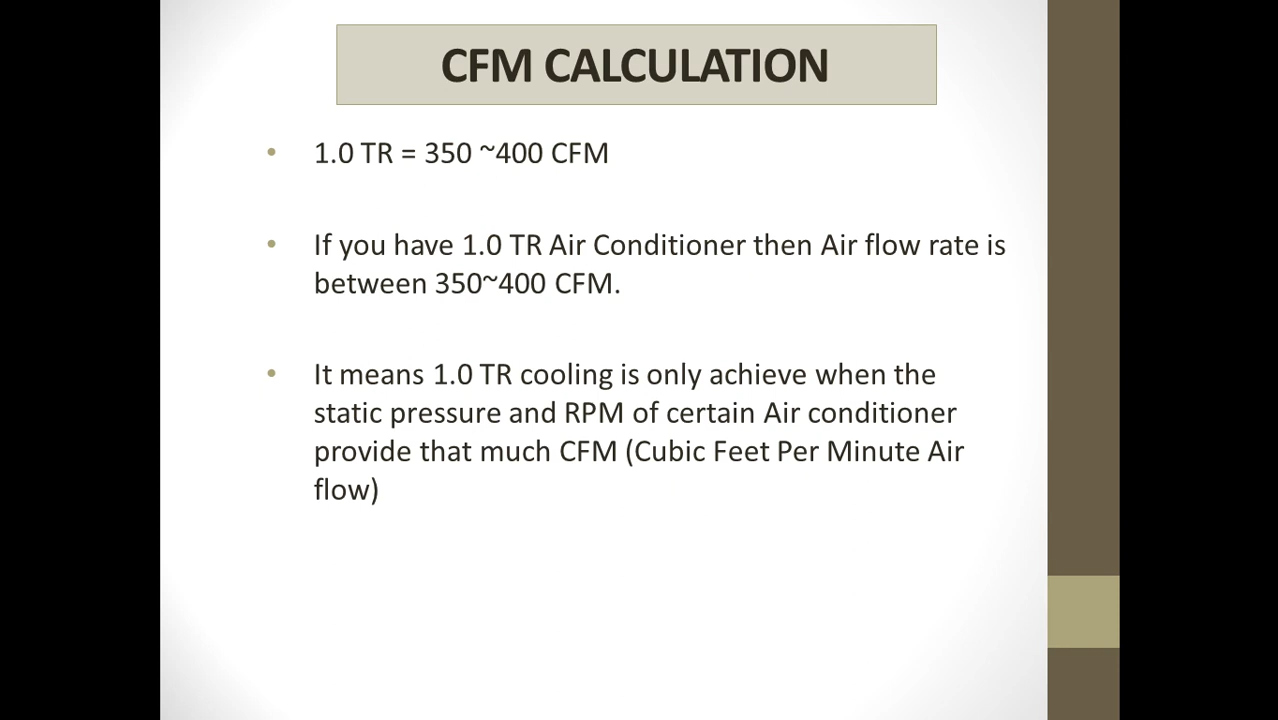 CFM CALCULATION
• 1.0 TR = 350 ~400 CFM
• If you have 1.0 TR Air Conditioner then Air flow rate is
between 350~400 CFM.
• It means 1.0 TR cooling is only achieve when the
static pressure and RPM of certain Air conditioner
provide that much CFM (Cubic Feet Per Minute Air
flow)